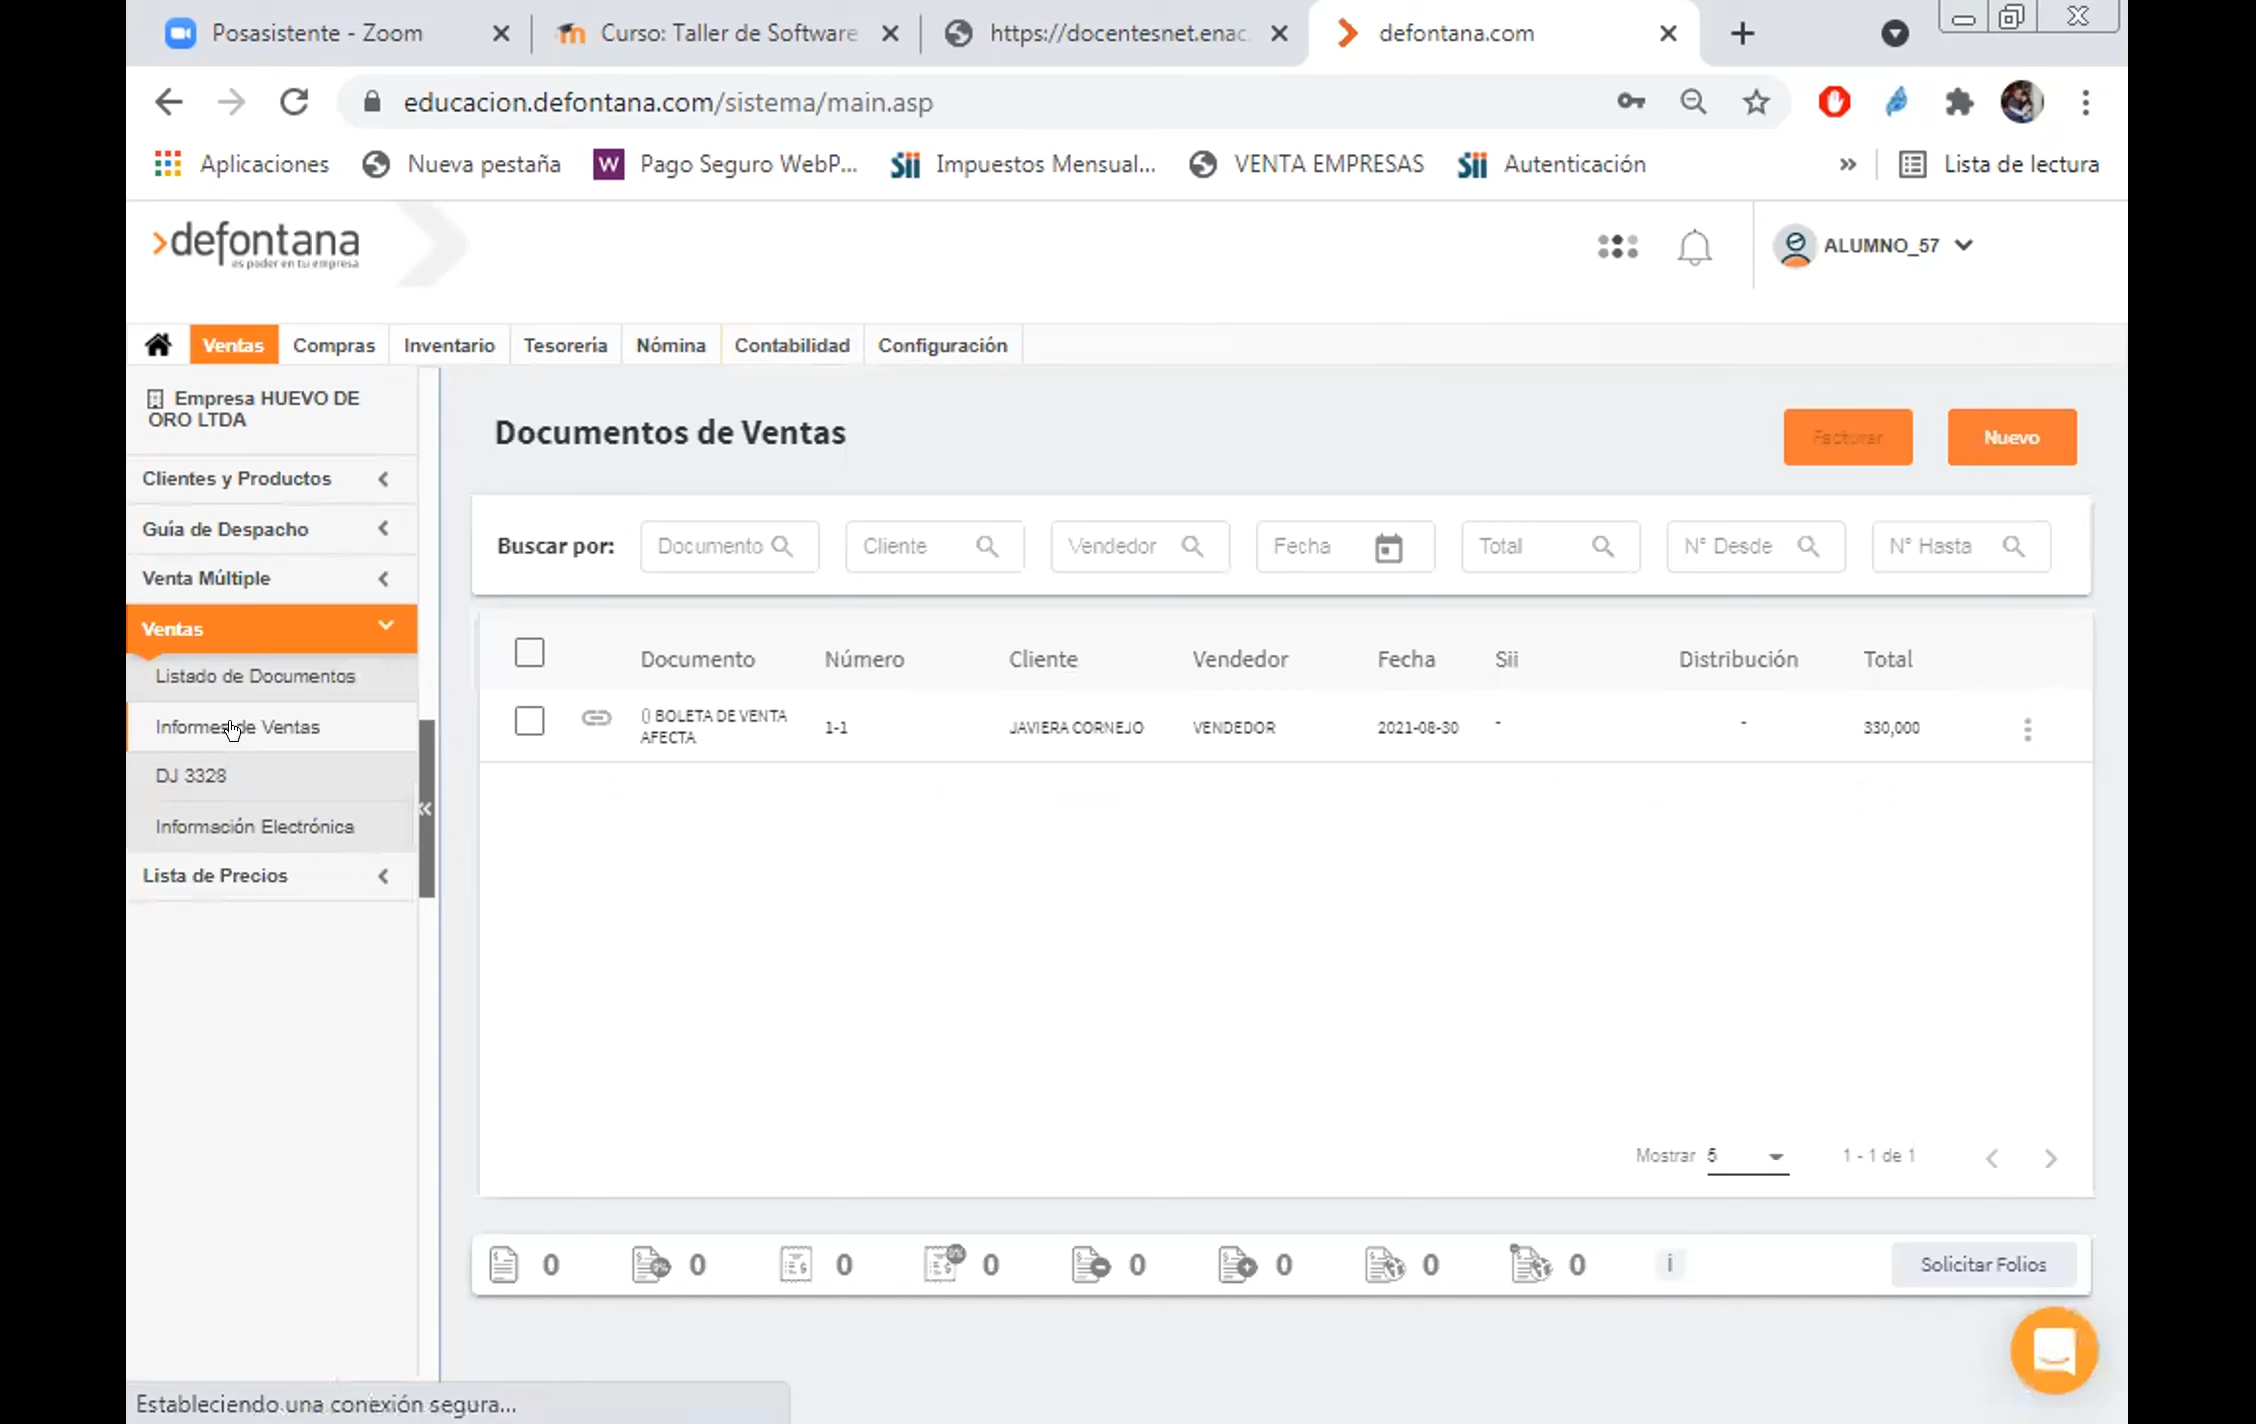 Posasistente - Zoom
Curso: Taller de Software
https://docentesnet.enac
defontana.com
educacion.defontana.com/sistema/main.asp
Aplicaciones
Nueva pestaña
Pago Seguro WebP...
Impuestos Mensual...
VENTA EMPRESAS
Autenticación
Lista de lectura
defontana
es poder en tu empresa
ALUMNO_57
Ventas
Compras
Inventario
Tesorería
Nómina
Contabilidad
Configuración
Empresa HUEVO DE
ORO LTDA
Clientes y Productos
Guía de Despacho
Venta Múltiple
Ventas
Listado de Documentos
Informes de Ventas
DJ 3328
Información Electrónica
Lista de Precios
Documentos de Ventas
Facturar
Nuevo
Buscar por:
Documento
Cliente
Vendedor
Fecha
Total
N° Desde
N° Hasta
Documento
Número
Cliente
Vendedor
Fecha
Sii
Distribución
Total
() BOLETA DE VENTA
AFECTA
1-1
JAVIERA CORNEJO
VENDEDOR
2021-08-30
-
-
330,000
Mostrar 5
1 - 1 de 1
0
0
0
0
0
0
0
0
i
Solicitar Folios
Estableciendo una conexión segura...